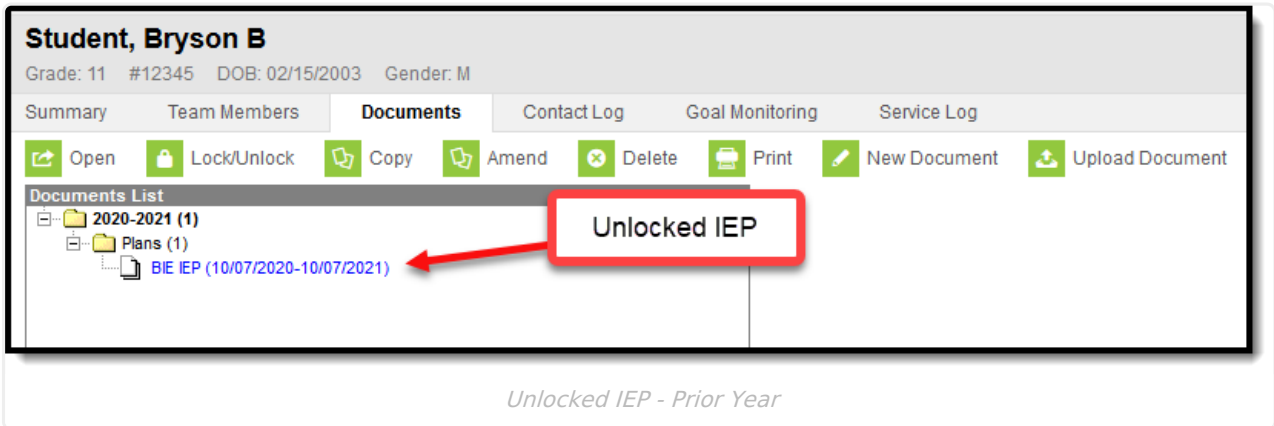 Student, Bryson B
Grade: 11 #12345 DOB: 02/15/2003 Gender: M
Summary Team Members Documents Contact Log Goal Monitoring Service Log
Open Lock/Unlock Copy Amend Delete Print New Document Upload Document
Documents List
2020-2021 (1)
Unlocked IEP
Plans (1)
BIE IEP (10/07/2020-10/07/2021)
Unlocked IEP - Prior Year